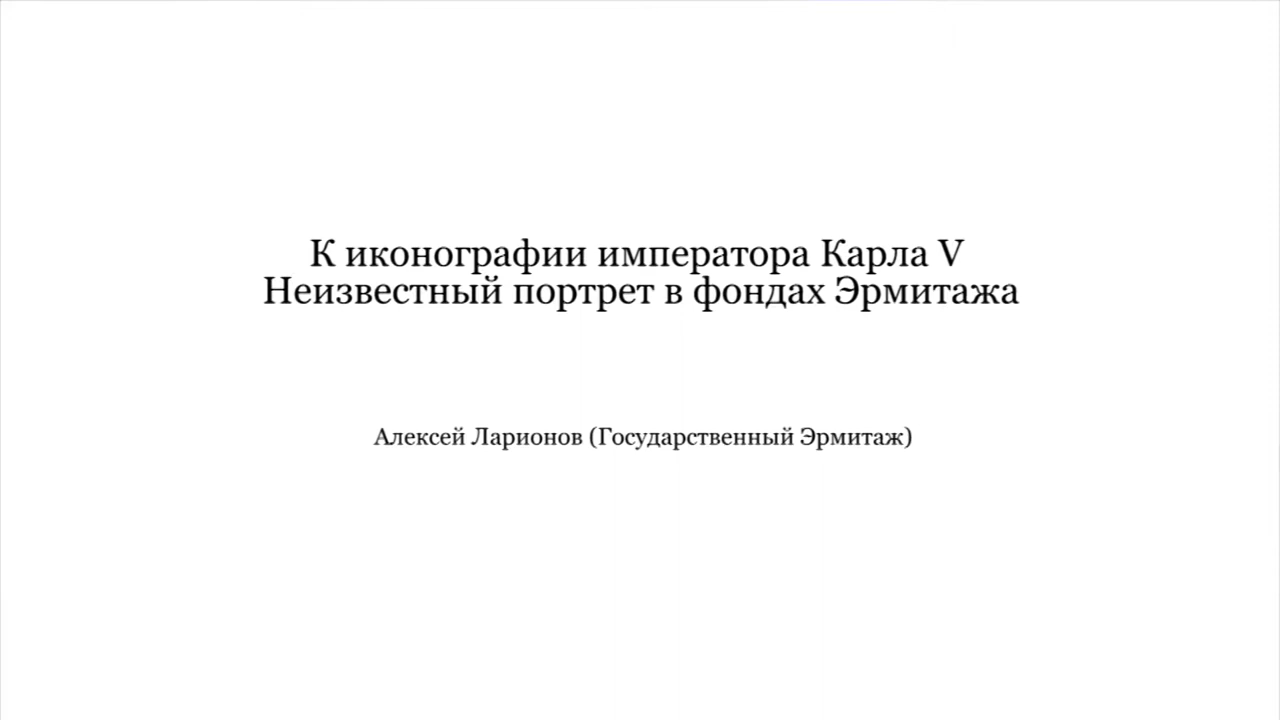 К иконографии императора Карла V
Неизвестный портрет в фондах Эрмитажа
Алексей Ларионов (Государственный Эрмитаж)